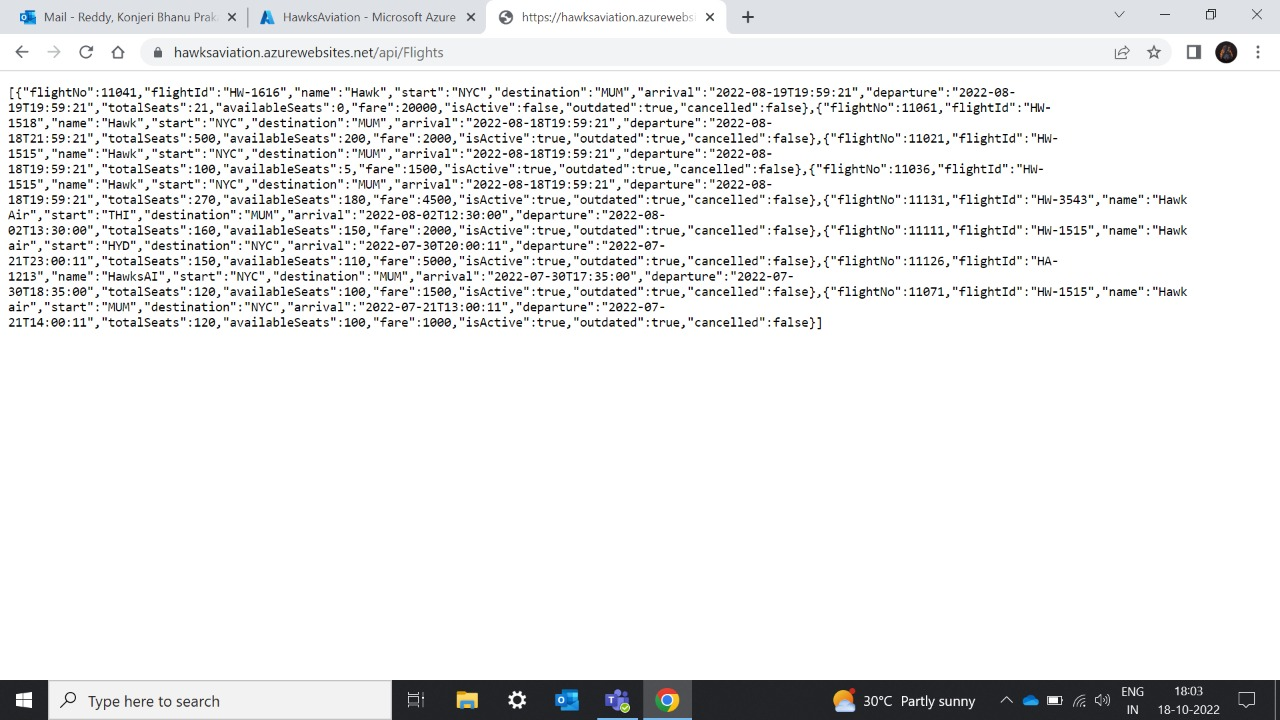 Mail - Reddy, Konjeri Bhanu Prak
HawksAviation - Microsoft Azure
https://hawksaviation.azurewebsi
hawksaviation.azurewebsites.net/api/Flights
[{"flightNo":11041,"flightId":"HW-1616","name":"Hawk","start":"NYC","destination":"MUM","arrival":"2022-08-19T19:59:21","departure":"2022-08-
19T19:59:21","totalSeats":21,"availableSeats":0,"fare":20000,"isActive":false,"outdated":true,"cancelled":false},{"flightNo":11061,"flightId":"HW-
1518","name":"Hawk","start":"NYC","destination":"MUM","arrival":"2022-08-18T19:59:21","departure":"2022-08-
18T21:59:21","totalSeats":500,"availableSeats":200,"fare":2000,"isActive":true,"outdated":true,"cancelled":false},{"flightNo":11021,"flightId":"HW-
1515","name":"Hawk","start":"NYC","destination":"MUM","arrival":"2022-08-18T19:59:21","departure":"2022-08-
18T19:59:21","totalSeats":100,"availableSeats":5,"fare":1500,"isActive":true,"outdated":true,"cancelled":false},{"flightNo":11036,"flightId":"HW-
1515","name":"Hawk","start":"NYC","destination":"MUM","arrival":"2022-08-18T19:59:21","departure":"2022-08-
18T19:59:21","totalSeats":270,"availableSeats":180,"fare":4500,"isActive":true,"outdated":true,"cancelled":false},{"flightNo":11131,"flightId":"HW-3543","name":"Hawk
Air","start":"THI","destination":"MUM","arrival":"2022-08-02T12:30:00","departure":"2022-08-
02T13:30:00","totalSeats":160,"availableSeats":150,"fare":2000,"isActive":true,"outdated":true,"cancelled":false},{"flightNo":11111,"flightId":"HW-1515","name":"Hawk
air","start":"HYD","destination":"NYC","arrival":"2022-07-30T20:00:11","departure":"2022-07-
21T23:00:11","totalSeats":150,"availableSeats":110,"fare":5000,"isActive":true,"outdated":true,"cancelled":false},{"flightNo":11126,"flightId":"HA-
1213","name":"HawksAI","start":"NYC","destination":"MUM","arrival":"2022-07-30T17:35:00","departure":"2022-07-
30T18:35:00","totalSeats":120,"availableSeats":100,"fare":1500,"isActive":true,"outdated":true,"cancelled":false},{"flightNo":11071,"flightId":"HW-1515","name":"Hawk
air","start":"MUM","destination":"NYC","arrival":"2022-07-21T13:00:11","departure":"2022-07-
21T14:00:11","totalSeats":120,"availableSeats":100,"fare":1000,"isActive":true,"outdated":true,"cancelled":false}]
Type here to search
30°C Partly sunny
ENG
IN
18:03
18-10-2022